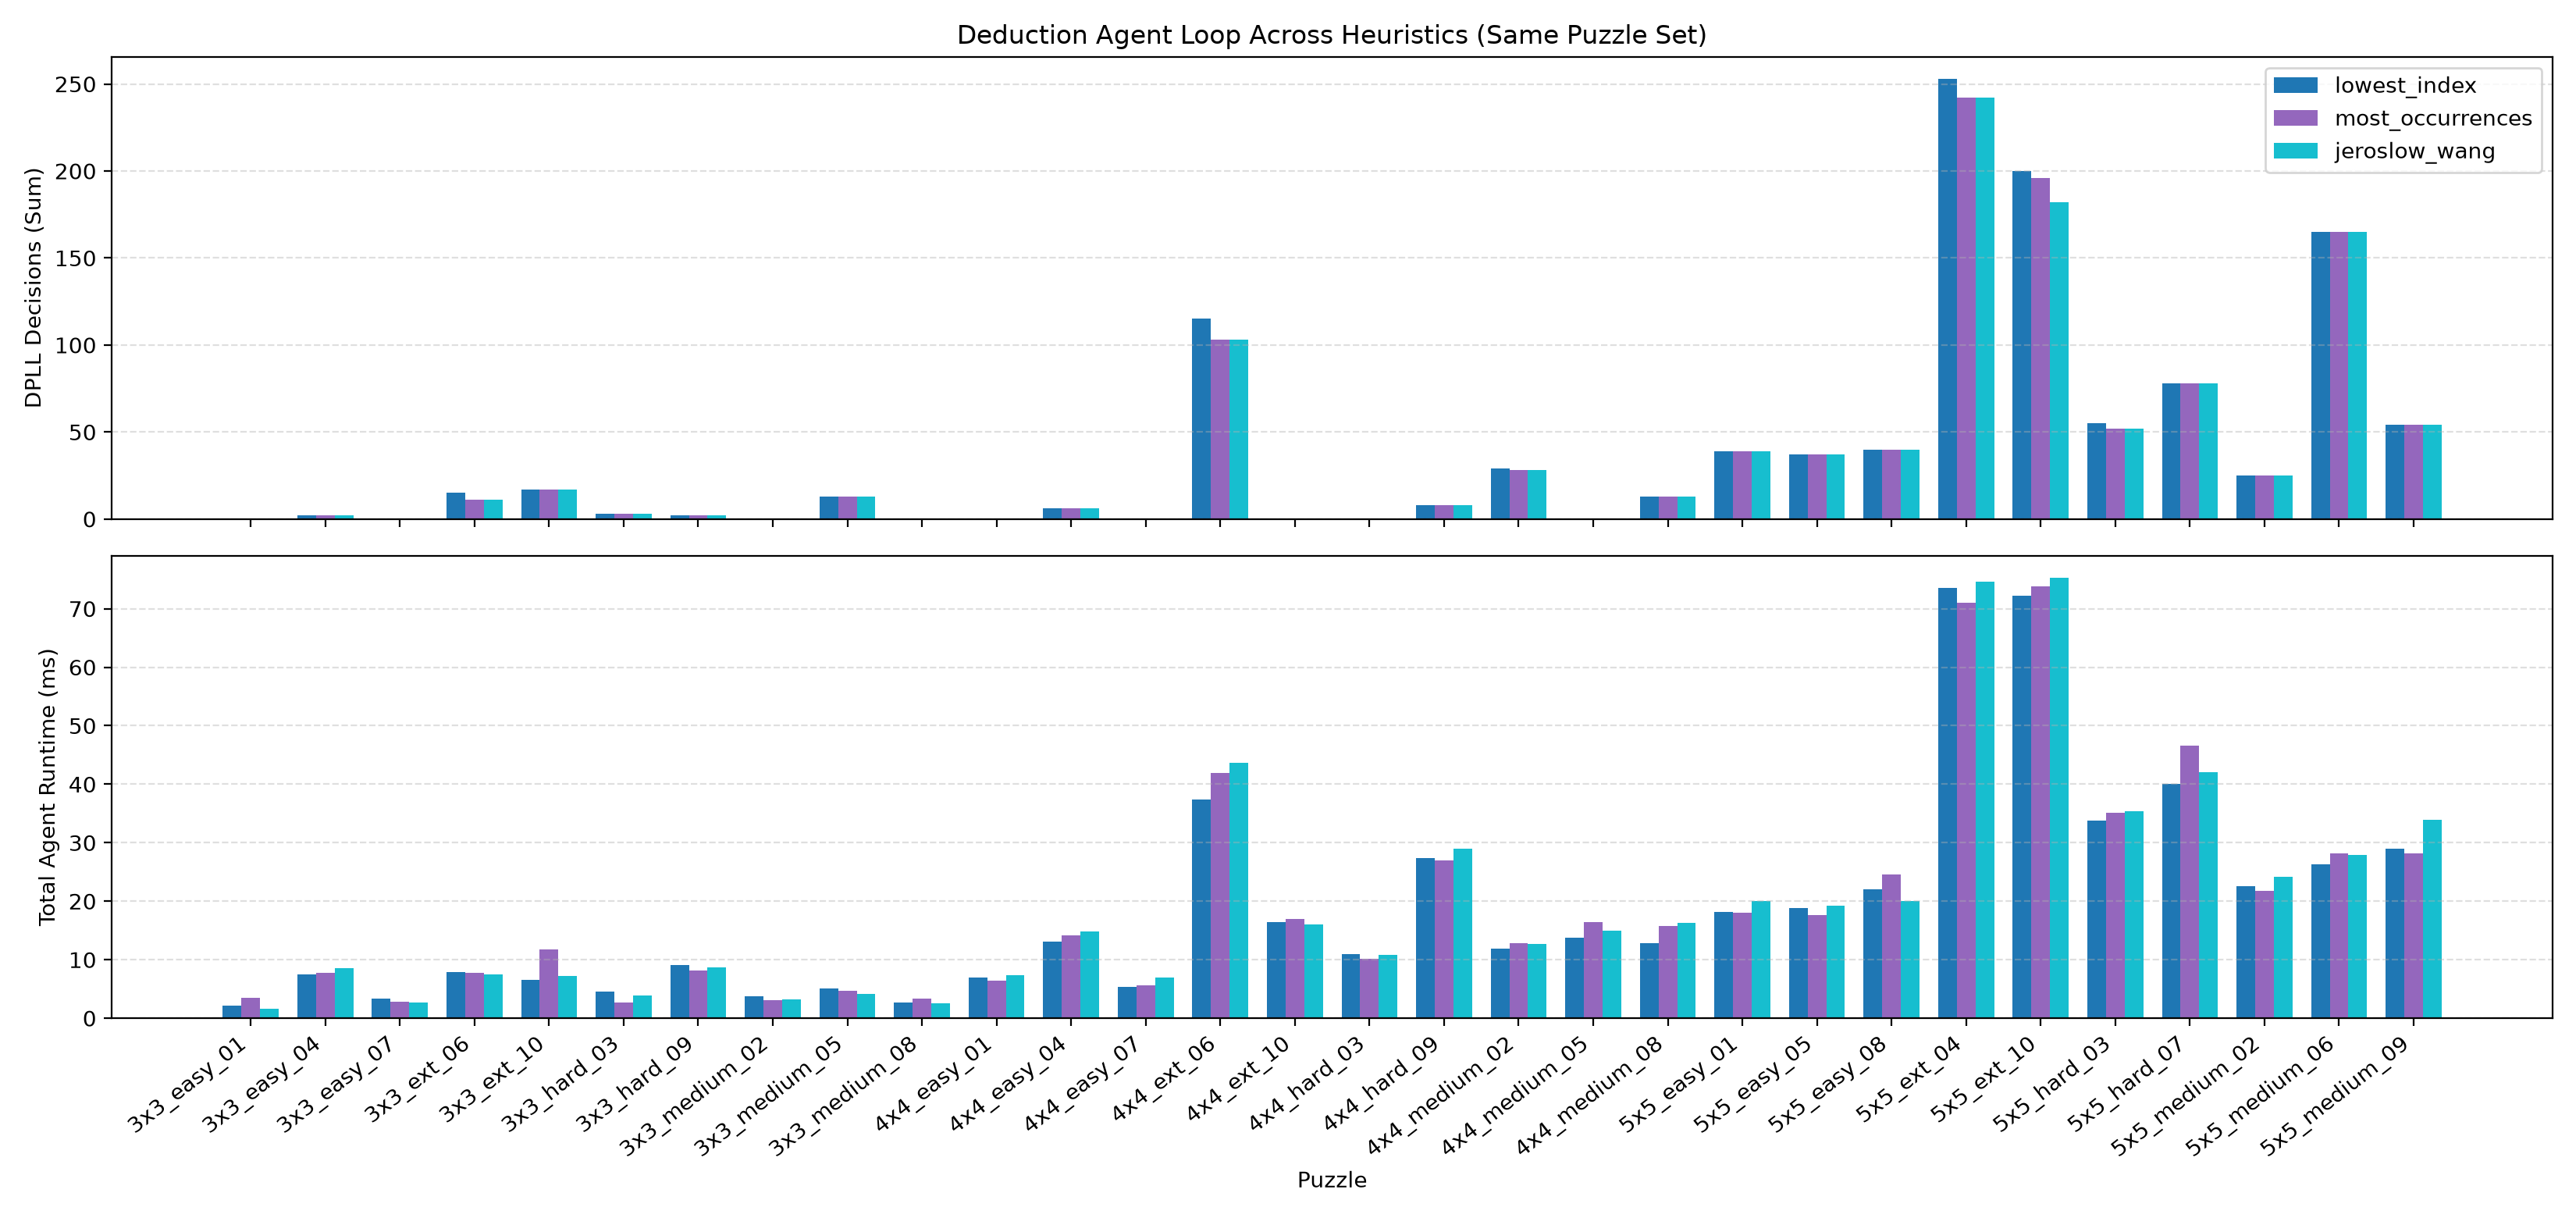 Deduction Agent Loop Across Heuristics (Same Puzzle Set)
DPLL Decisions (Sum)
250
200
150
100
50
0
lowest_index
most_occurrences
jeroslow_wang
Total Agent Runtime (ms)
70
60
50
40
30
20
10
0
3x3_easy_01
3x3_easy_04
3x3_easy_07
3x3_ext_06
3x3_ext_10
3x3_hard_03
3x3_hard_09
3x3_medium_02
3x3_medium_05
3x3_medium_08
4x4_easy_01
4x4_easy_04
4x4_easy_07
4x4_ext_06
4x4_ext_10
4x4_hard_03
4x4_hard_09
4x4_medium_02
4x4_medium_05
4x4_medium_08
5x5_easy_01
5x5_easy_05
5x5_easy_08
5x5_ext_04
5x5_ext_10
5x5_hard_03
5x5_hard_07
5x5_medium_02
5x5_medium_06
5x5_medium_09
Puzzle